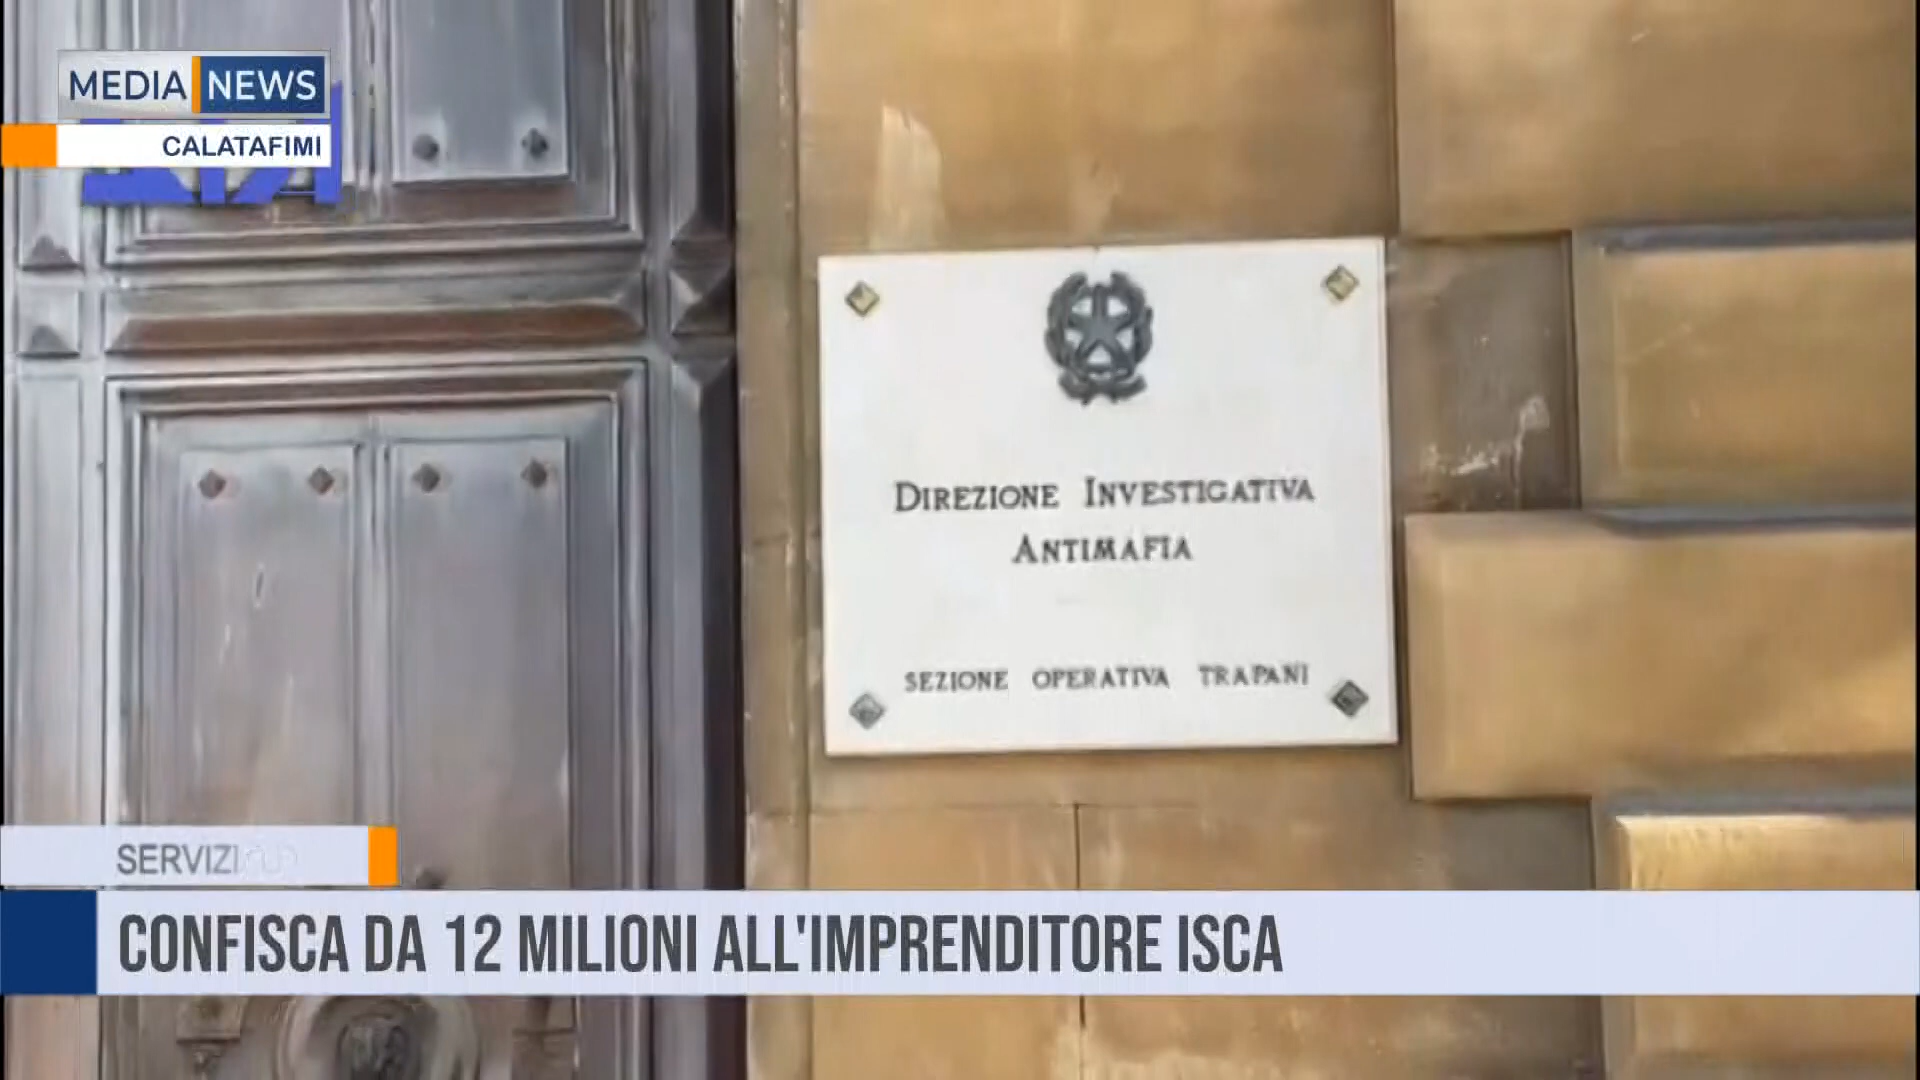 MEDIA NEWS
CALATAFIMI
DIREZIONE INVESTIGATIVA
ANTIMAFIA
SEZIONE OPERATIVA TRAPANI
CONFISCA DA 12 MILIONI ALL'IMPRENDITORE ISCA